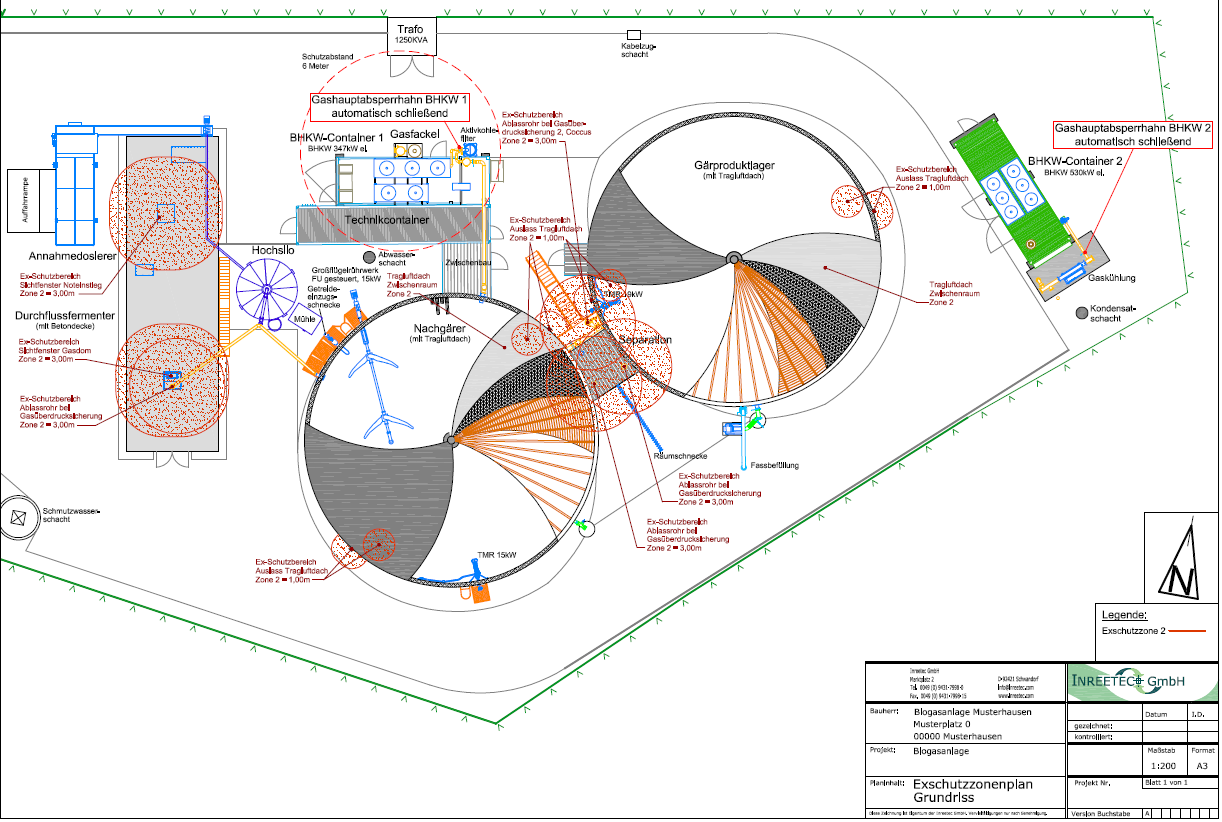 Trafo
1250KVA
Kabelzug-
schacht
Schutzabstand
6 Meter
Gashauptabsperrhahn BHKW 1
automatisch schließend
BHKW-Container 1
BHKW 347kW el.
Gasfackel
Aktivkohle-
filter
Ex-Schutzbereich
Ablassrohr bei Gasüber-
drucksicherung 2, Coccus
Zone 2 = 3,00m
Gärproduktlager
(mit Tragluftdach)
Ex-Schutzbereich
Auslass Tragluftdach
Zone 2 = 1,00m
Gashauptabsperrhahn BHKW 2
automatisch schließend
BHKW-Container 2
BHKW 530kW el.
Auffahrrampe
Annahmedosierer
Technikcontainer
Ex-Schutzbereich
Auslass Tragluftdach
Zone 2 = 1,00m
Hochsilo
Abwasser-
schacht
Zwischenbau
Ex-Schutzbereich
Sichtfenster Noteinstieg
Zone 2 = 3,00m
Großflügelrührwerk
FU gesteuert, 15kW
Getreide-
einzugs-
schnecke
Mühle
Tragluftdach
Zwischenraum
Zone 2
Gaskühlung
Tragluftdach
Zwischenraum
Zone 2
Kondensat-
schacht
Durchflussfermenter
(mit Betondecke)
Nachgärer
(mit Tragluftdach)
Separation
Ex-Schutzbereich
Sichtfenster Gasdom
Zone 2 = 3,00m
Ex-Schutzbereich
Ablassrohr bei
Gasüberdrucksicherung
Zone 2 = 3,00m
Räumschnecke
Fassbefüllung
Ex-Schutzbereich
Ablassrohr bei
Gasüberdrucksicherung
Zone 2 = 3,00m
Schmutzwasser-
schacht
Ex-Schutzbereich
Ablassrohr bei
Gasüberdrucksicherung
Zone 2 = 3,00m
Ex-Schutzbereich
Auslass Tragluftdach
Zone 2 = 1,00m
TMR 15kW
N
Legende:
Exschutzzone 2
Inreetec GmbH
Marktplatz 2
D-92421 Schwandorf
INREETEC GmbH
Bauherr:
Biogasanlage Musterhausen
Musterplatz 0
00000 Musterhausen
Datum
I.D.
gezeichnet:
kontrolliert:
Projekt:
Biogasanlage
Maßstab
Format
1:200
A3
Planinhalt:
Exschutzzonenplan
Grundriss
Projekt Nr.
Blatt 1 von 1
Version Buchstabe
A